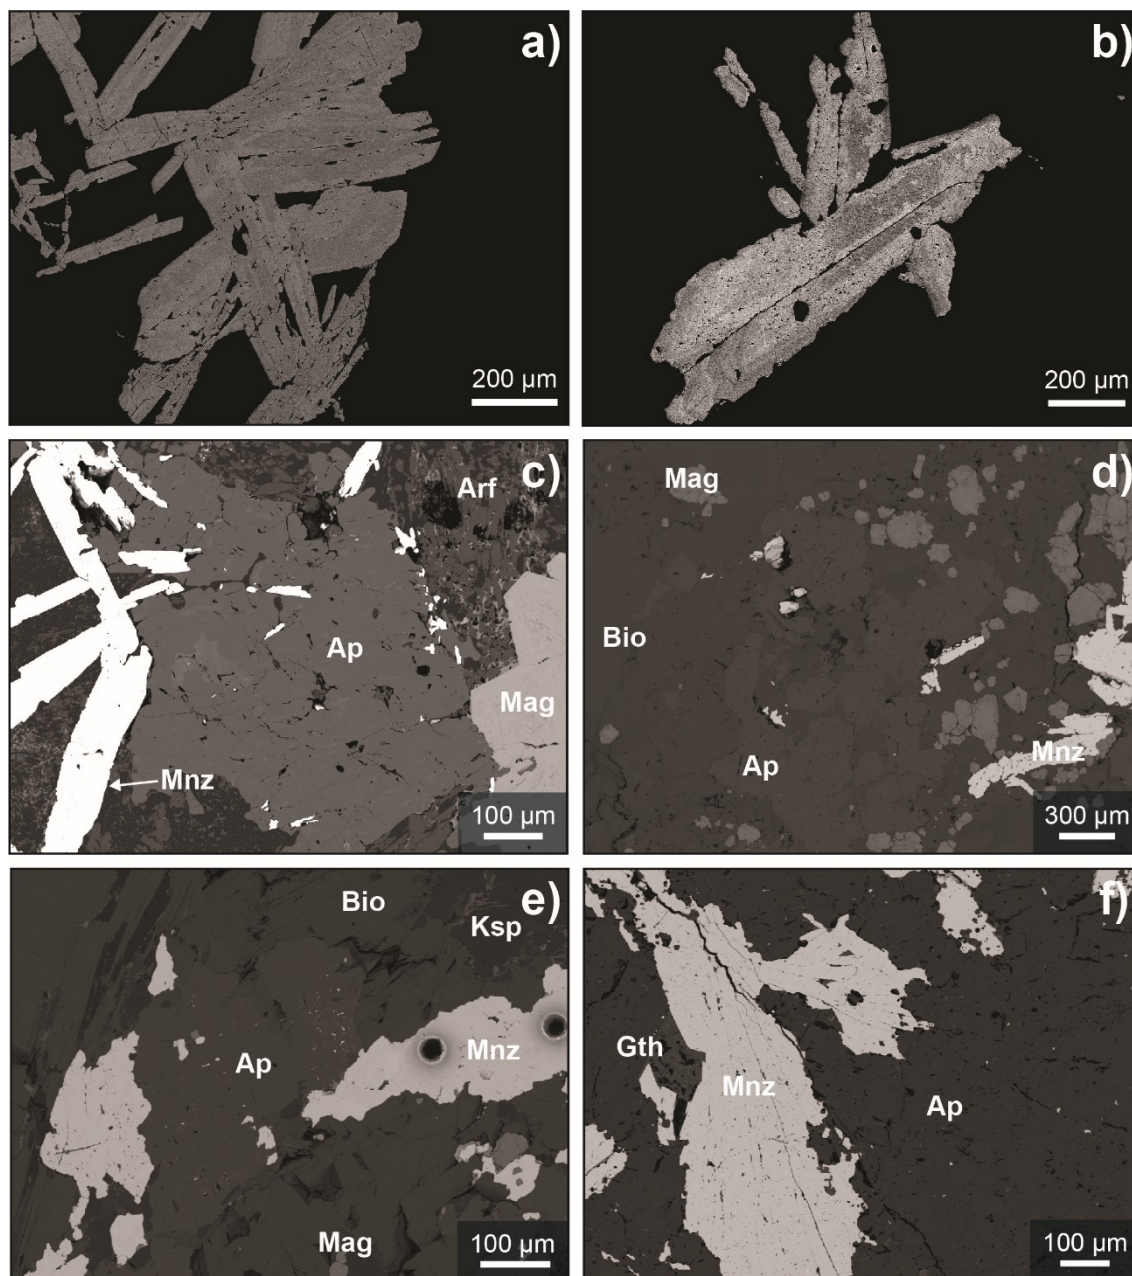 a)
200 µm
b)
200 µm
c)
Arf
Ap
Mag
Mnz
100 µm
d)
Mag
Bio
Ap
Mnz
300 µm
e)
Bio
Ksp
Ap
Mnz
Mag
100 µm
f)
Gth
Mnz
Ap
100 µm